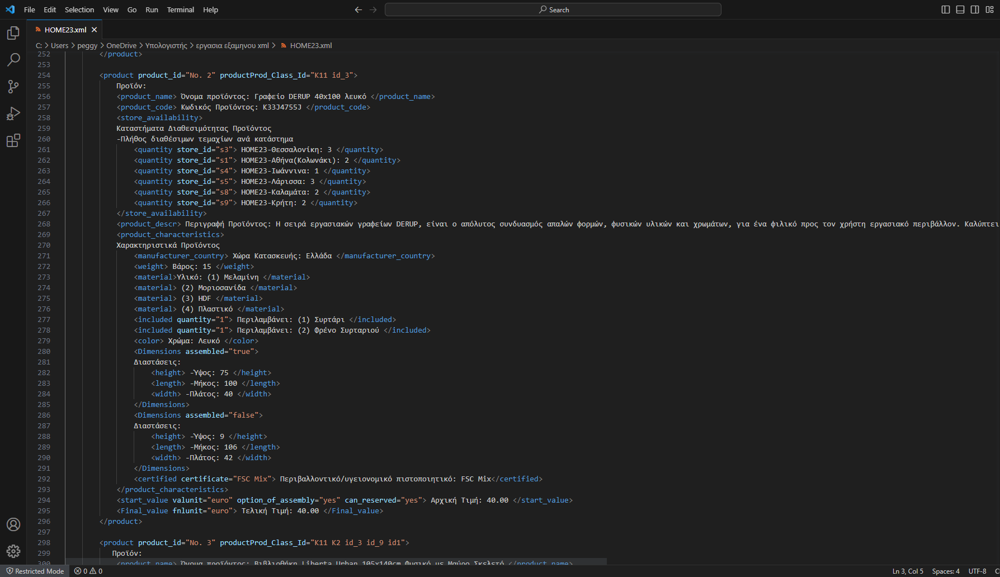 File Edit Selection View Go Run Terminal Help
Search
HOME23.xml
C: > Users > peggy > OneDrive > Υπολογιστής > εργασια εξαμηνου xml > HOME23.xml
252 </product>
253
254 <product product_id="No. 2" productProd_Class_Id="K11 id_3">
255 Προϊόν:
256 <product_name> Όνομα προϊόντος: Γραφείο DERUP 40x100 λευκό </product_name>
257 <product_code> Κωδικός Προϊόντος: K33J4755J </product_code>
258 <store_availability>
259 Καταστήματα Διαθεσιμότητας Προϊόντος
260 -Πλήθος διαθέσιμων τεμαχίων ανά κατάστημα
261 <quantity store_id="s3"> HOME23-Θεσσαλονίκη: 3 </quantity>
262 <quantity store_id="s1"> HOME23-Αθήνα(Κολωνάκι): 2 </quantity>
263 <quantity store_id="s4"> HOME23-Ιωάννινα: 1 </quantity>
264 <quantity store_id="s5"> HOME23-Λάρισσα: 3 </quantity>
265 <quantity store_id="s8"> HOME23-Καλαμάτα: 2 </quantity>
266 <quantity store_id="s9"> HOME23-Κρήτη: 2 </quantity>
267 </store_availability>
268 <product_descr> Περιγραφή Προϊόντος: Η σειρά εργασιακών γραφείων DERUP, είναι ο απόλυτος συνδυασμός απαλών φορμών, φυσικών υλικών και χρωμάτων, για ένα φιλικό προς τον χρήστη εργασιακό περιβάλλον. Καλύπτει
269 <product_characteristics>
270 Χαρακτηριστικά Προϊόντος
271 <manufacturer_country> Χώρα Κατασκευής: Ελλάδα </manufacturer_country>
272 <weight> Βάρος: 15 </weight>
273 <material>Υλικό: (1) Μελαμίνη </material>
274 <material> (2) Μοριοσανίδα </material>
275 <material> (3) HDF </material>
276 <material> (4) Πλαστικό </material>
277 <included quantity="1"> Περιλαμβάνει: (1) Συρτάρι </included>
278 <included quantity="1"> Περιλαμβάνει: (2) Φρένο Συρταριού </included>
279 <color> Χρώμα: Λευκό </color>
280 <Dimensions assembled="true">
281 Διαστάσεις:
282 <height> -Ύψος: 75 </height>
283 <length> -Μήκος: 100 </length>
284 <width> -Πλάτος: 40 </width>
285 </Dimensions>
286 <Dimensions assembled="false">
287 Διαστάσεις:
288 <height> -Ύψος: 9 </height>
289 <length> -Μήκος: 106 </length>
290 <width> -Πλάτος: 42 </width>
291 </Dimensions>
292 <certified certificate="FSC Mix"> Περιβαλλοντικό/υγειονομικό πιστοποιητικό: FSC Mix</certified>
293 </product_characteristics>
294 <start_value valunit="euro" option_of_assembly="yes" can_reserved="yes"> Αρχική Τιμή: 40.00 </start_value>
295 <Final_value fnlunit="euro"> Τελική Τιμή: 40.00 </Final_value>
296 </product>
297
298 <product product_id="No. 3" productProd_Class_Id="K11 K2 id_3 id_9 id1">
299 Προϊόν:
300 <product_name> Όνομα προϊόντος: Βιβλιοθήκη Liberta Urban 105x140cm Φυσικό με Μαύρο Σκελετό </product_name>
Restricted Mode 0 0 Ln 3, Col 5 Spaces: 4 UTF-8